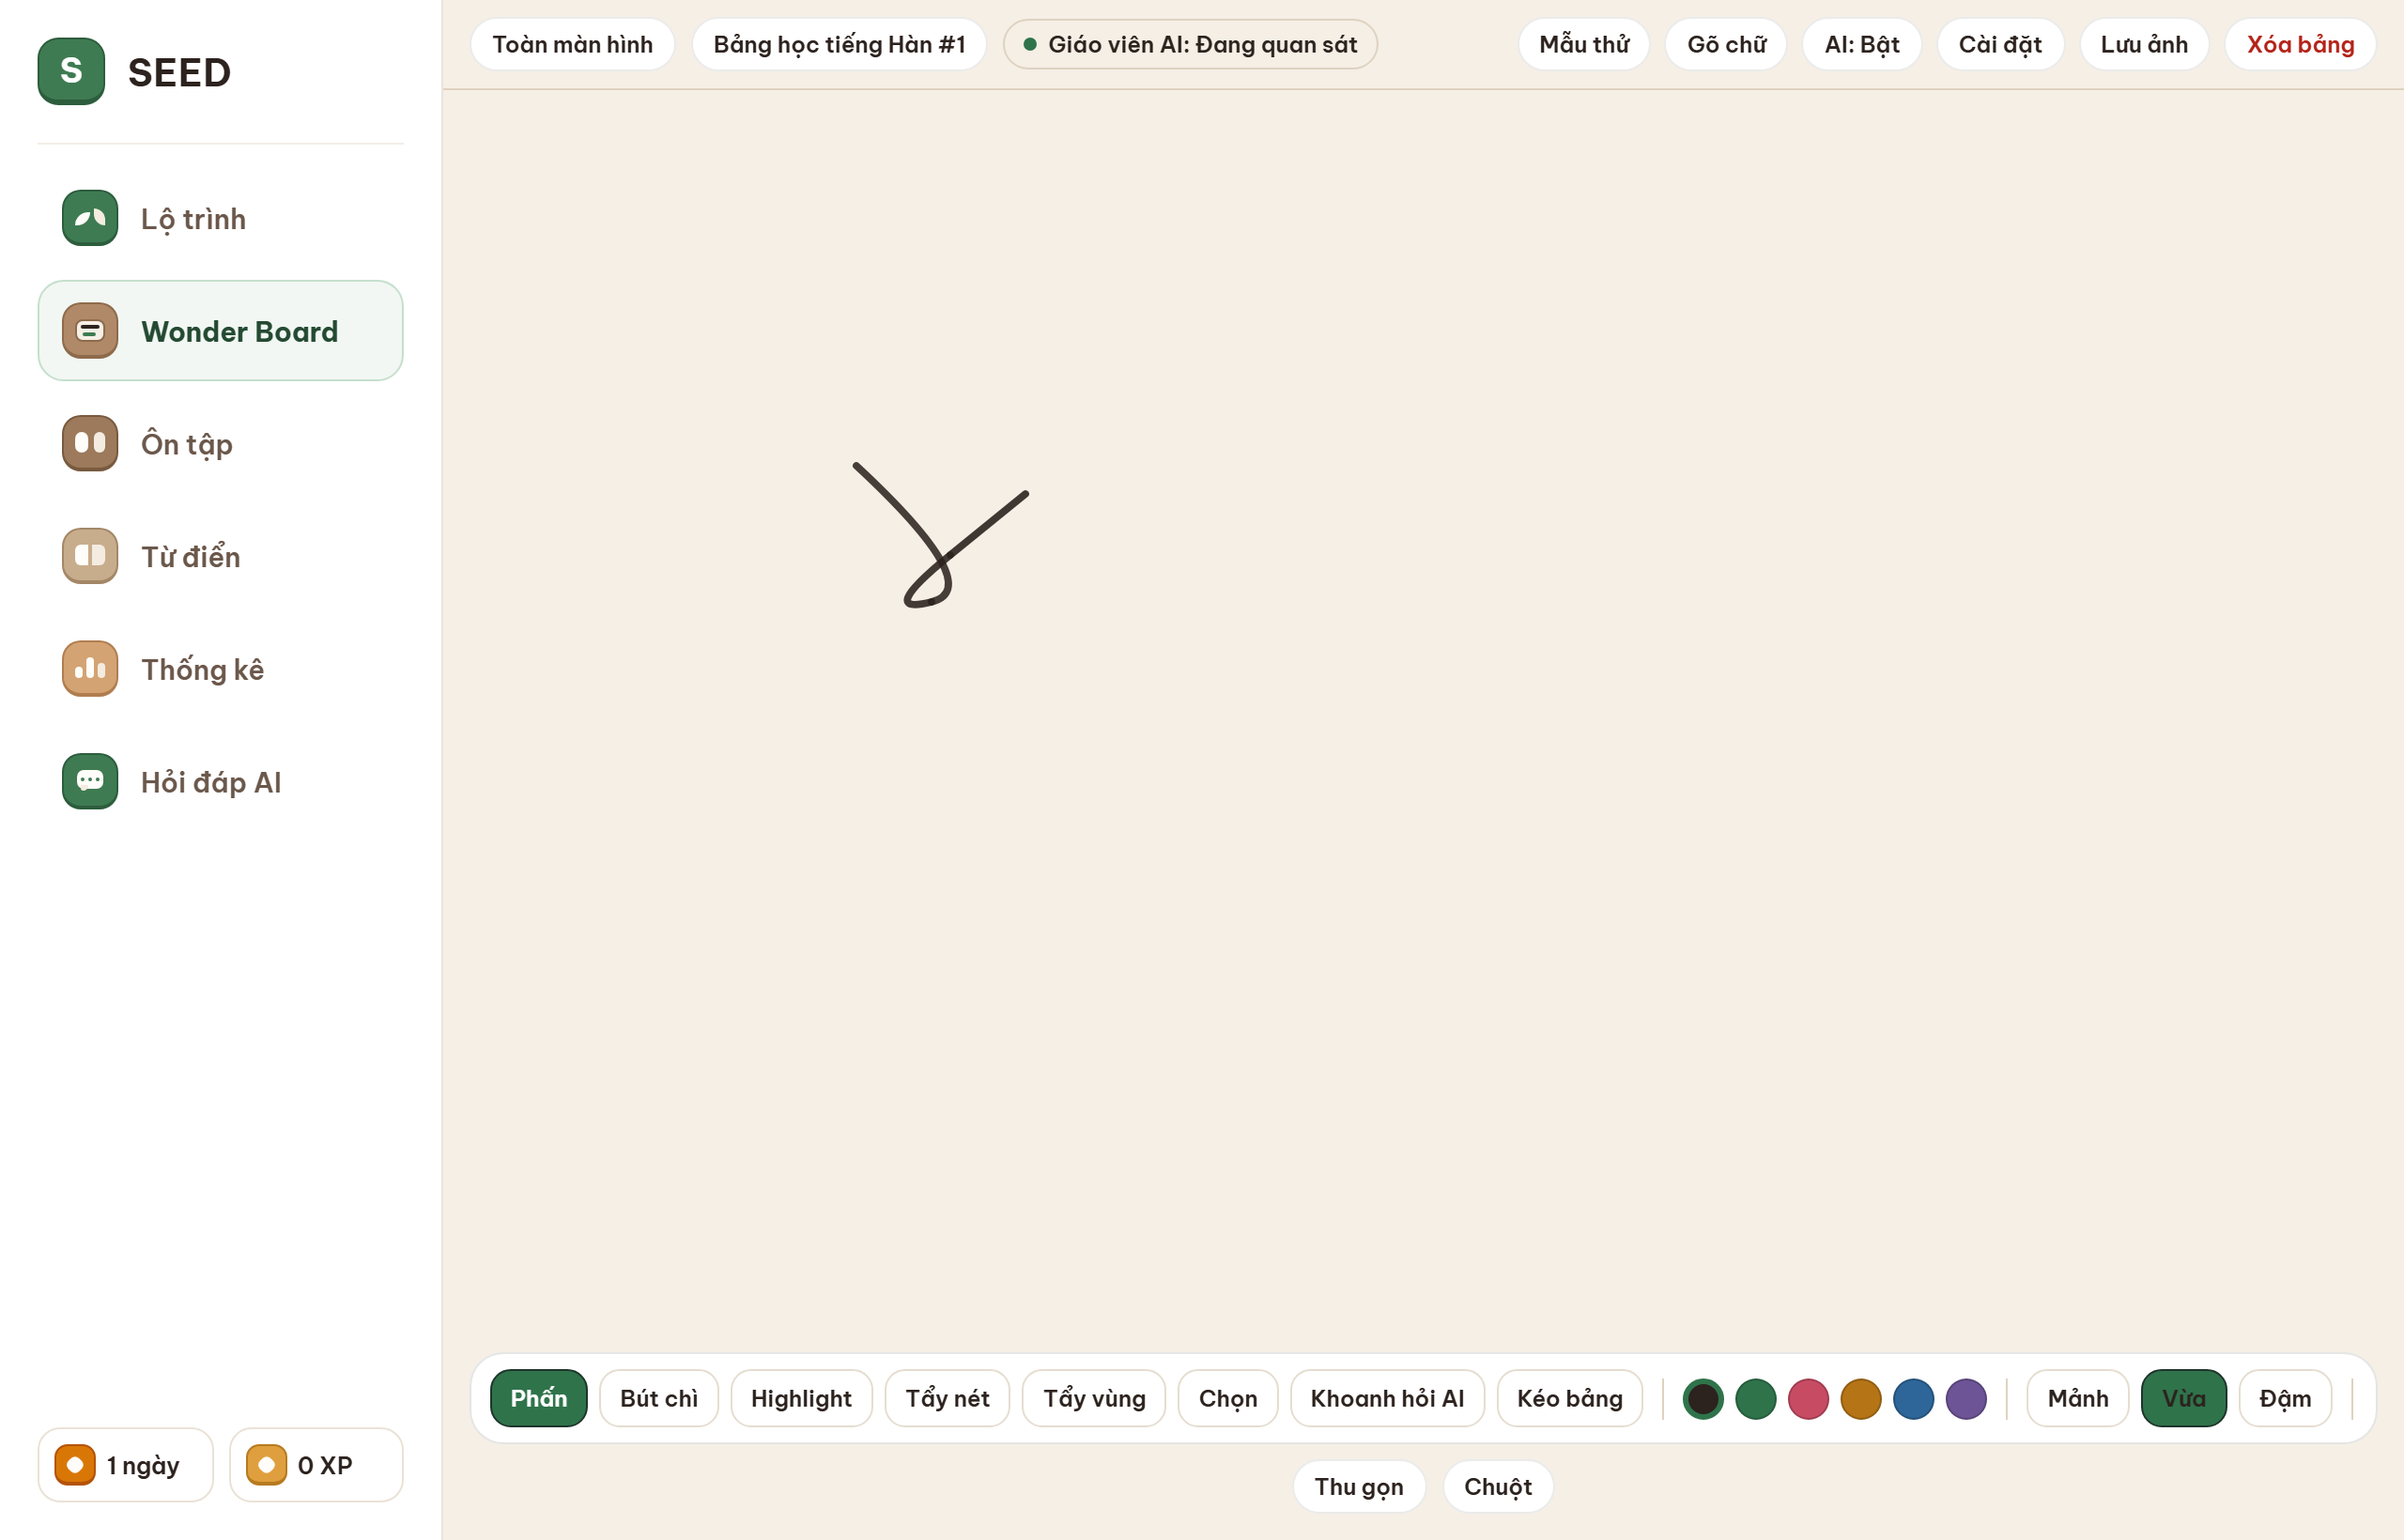 S SEED
Lộ trình
Wonder Board
Ôn tập
Từ điển
Thống kê
Hỏi đáp AI
1 ngày 0 XP
Toàn màn hình Bảng học tiếng Hàn #1 Giáo viên AI: Đang quan sát Mẫu thử Gõ chữ AI: Bật Cài đặt Lưu ảnh Xóa bảng
Phấn Bút chì Highlight Tẩy nét Tẩy vùng Chọn Khoanh hỏi AI Kéo bảng Mảnh Vừa Đậm
Thu gọn Chuột